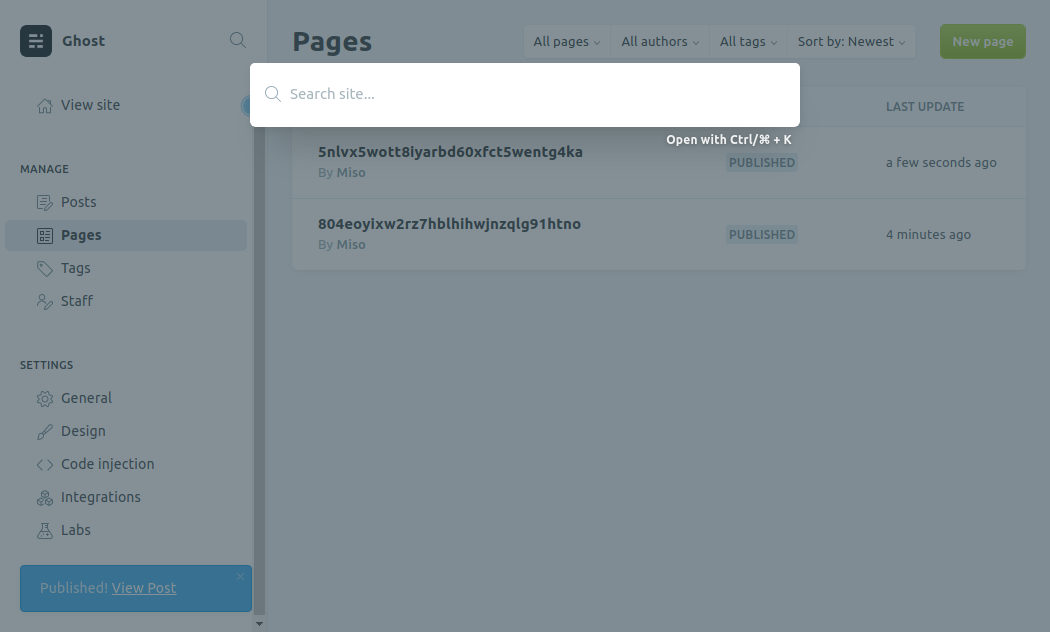 Ghost
Pages
All pages
All authors
All tags
Sort by: Newest
New page
Search site...
View site
LAST UPDATE
Open with Ctrl/⌘ + K
5nlvx5wott8iyarbd60xfct5wentg4ka
By Miso
PUBLISHED
a few seconds ago
804eoyixw2rz7hblhihwjnzqlg91htno
By Miso
PUBLISHED
4 minutes ago
MANAGE
Posts
Pages
Tags
Staff
SETTINGS
General
Design
Code injection
Integrations
Labs
Published! View Post